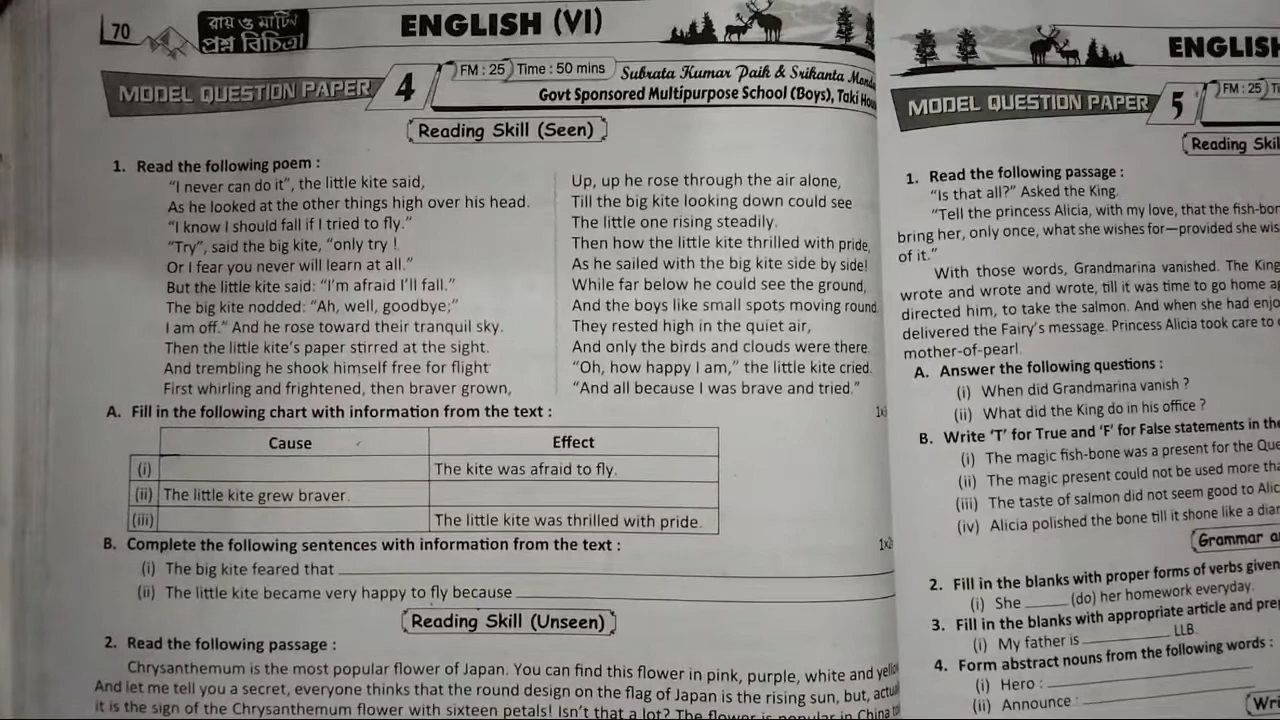 70
রায় ও মার্টিন
প্রশ্ন বিচিত্রা
ENGLISH (VI)
MODEL QUESTION PAPER 4
FM : 25 Time : 50 mins
Subrata Kumar Paik & Srikanta
Govt Sponsored Multipurpose School (Boys), Taki
Reading Skill (Seen)
1. Read the following poem :
“I never can do it”, the little kite said,
As he looked at the other things high over his head.
“I know I should fall if I tried to fly.”
“Try”, said the big kite, “only try !
Or I fear you never will learn at all.”
But the little kite said: “I’m afraid I’ll fall.”
The big kite nodded: “Ah, well, goodbye;”
I am off.” And he rose toward their tranquil sky.
Then the little kite’s paper stirred at the sight.
And trembling he shook himself free for flight
First whirling and frightened, then braver grown,
Up, up he rose through the air alone,
Till the big kite looking down could see
The little one rising steadily.
Then how the little kite thrilled with pride,
As he sailed with the big kite side by side!
While far below he could see the ground,
And the boys like small spots moving round
They rested high in the quiet air,
And only the birds and clouds were there.
“Oh, how happy I am,” the little kite cried.
“And all because I was brave and tried.”
A. Fill in the following chart with information from the text :
Cause Effect
(i) The kite was afraid to fly.
(ii) The little kite grew braver.
(iii) The little kite was thrilled with pride.
B. Complete the following sentences with information from the text :
(i) The big kite feared that
(ii) The little kite became very happy to fly because
Reading Skill (Unseen)
2. Read the following passage :
Chrysanthemum is the most popular flower of Japan. You can find this flower in pink, purple, white and
And let me tell you a secret, everyone thinks that the round design on the flag of Japan is the rising sun, but,
it is the sign of the Chrysanthemum flower with sixteen petals! Isn’t that a lot? The flower is popular in China
MODEL QUESTION PAPER 5
FM : 25
1. Read the following passage :
“Is that all?” Asked the King.
“Tell the princess Alicia, with my love, that the
bring her, only once, what she wishes for—provided she
of it.”
With those words, Grandmarina vanished. The King
wrote and wrote and wrote, till it was time to go home
directed him, to take the salmon. And when she had
delivered the Fairy’s message. Princess Alicia took care to
mother-of-pearl.
A. Answer the following questions :
(i) When did Grandmarina vanish ?
(ii) What did the King do in his office ?
B. Write ‘T’ for True and ‘F’ for False statements in
(i) The magic fish-bone was a present for the
(ii) The magic present could not be used more
(iii) The taste of salmon did not seem good to
(iv) Alicia polished the bone till it shone like a
Grammar
2. Fill in the blanks with proper forms of verbs given
(i) She ______ (do) her homework everyday.
3. Fill in the blanks with appropriate article and
(i) My father is __________ LLB.
4. Form abstract nouns from the following words :
(i) Hero :
(ii) Announce :